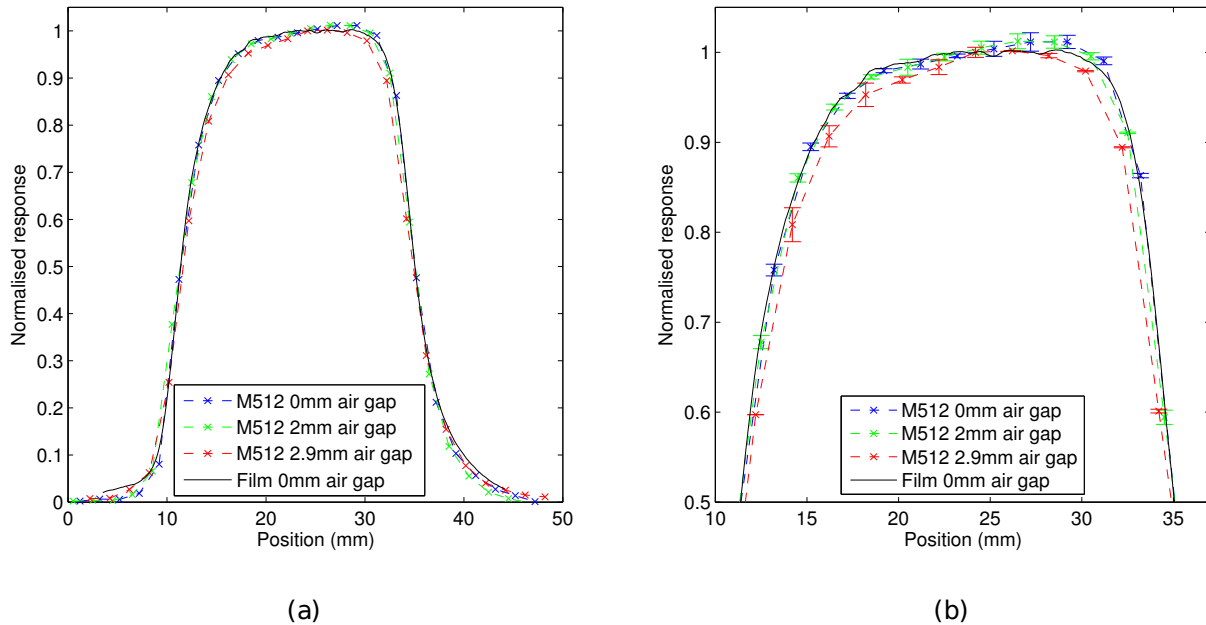 1
0.9
0.8
0.7
0.6
0.5
0.4
0.3
0.2
0.1
0
0 10 20 30 40 50
Normalised response
Position (mm)
M512 0mm air gap
M512 2mm air gap
M512 2.9mm air gap
Film 0mm air gap
(a)
1
0.9
0.8
0.7
0.6
0.5
10 15 20 25 30 35
Normalised response
Position (mm)
M512 0mm air gap
M512 2mm air gap
M512 2.9mm air gap
Film 0mm air gap
(b)